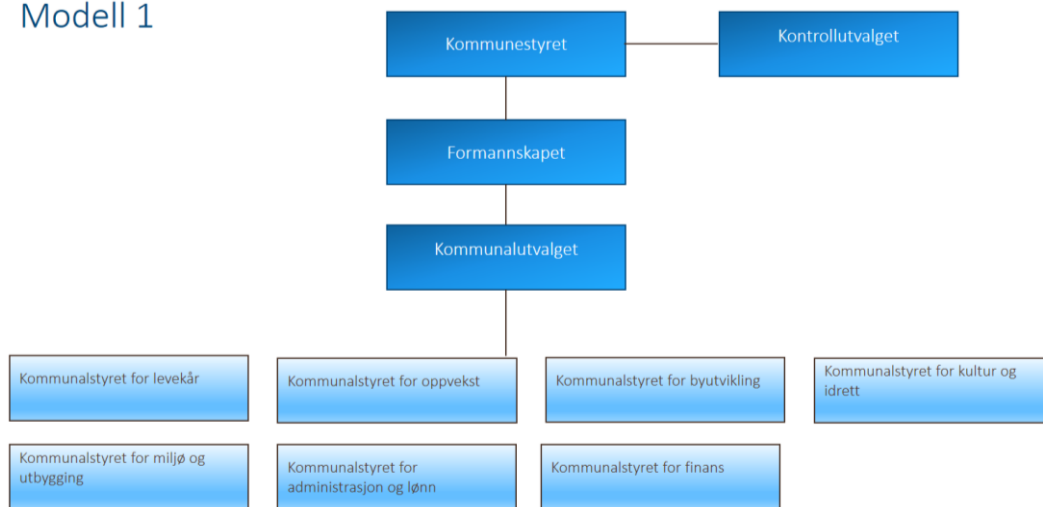 Modell 1
Kommunestyret
Kontrollutvalget
Formannskapet
Kommunalutvalget
Kommunalstyret for levekår
Kommunalstyret for oppvekst
Kommunalstyret for byutvikling
Kommunalstyret for kultur og
idrett
Kommunalstyret for miljø og
utbygging
Kommunalstyret for
administrasjon og lønn
Kommunalstyret for finans